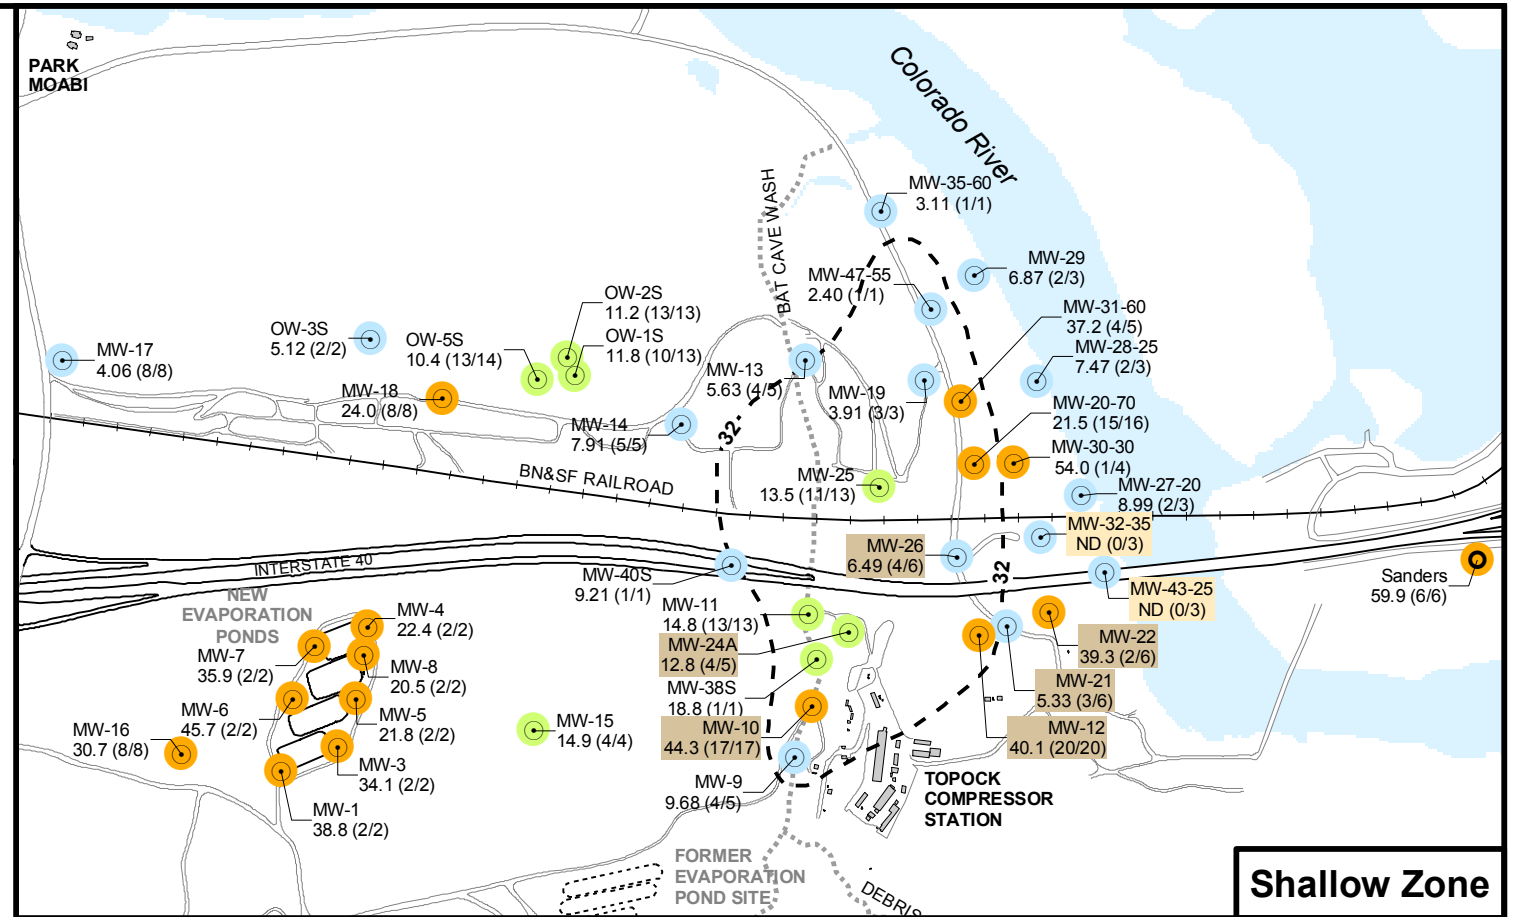 PARK
MOABI
Colorado River
BAT CAVE WASH
MW-35-60
3.11 (1/1)
MW-29
6.87 (2/3)
MW-47-55
2.40 (1/1)
MW-31-60
37.2 (4/5)
MW-28-25
7.47 (2/3)
OW-2S
11.2 (13/13)
OW-1S
11.8 (10/13)
OW-3S
5.12 (2/2)
OW-5S
10.4 (13/14)
MW-17
4.06 (8/8)
MW-18
24.0 (8/8)
MW-13
5.63 (4/5)
MW-19
3.91 (3/3)
MW-20-70
21.5 (15/16)
MW-14
7.91 (5/5)
32
MW-30-30
54.0 (1/4)
BN&SF RAILROAD
MW-25
13.5 (11/13)
MW-27-20
8.99 (2/3)
MW-32-35
ND (0/3)
MW-26
6.49 (4/6)
INTERSTATE 40
MW-40S
9.21 (1/1)
32
MW-43-25
ND (0/3)
Sanders
59.9 (6/6)
NEW
EVAPORATION
PONDS
MW-4
22.4 (2/2)
MW-11
14.8 (13/13)
MW-24A
12.8 (4/5)
MW-22
39.3 (2/6)
MW-7
35.9 (2/2)
MW-8
20.5 (2/2)
MW-38S
18.8 (1/1)
MW-21
5.33 (3/6)
MW-6
45.7 (2/2)
MW-5
21.8 (2/2)
MW-15
14.9 (4/4)
MW-10
44.3 (17/17)
MW-12
40.1 (20/20)
MW-16
30.7 (8/8)
MW-3
34.1 (2/2)
MW-9
9.68 (4/5)
TOPOCK
COMPRESSOR
STATION
MW-1
38.8 (2/2)
FORMER
EVAPORATION
POND SITE
DEBRIS
Shallow Zone